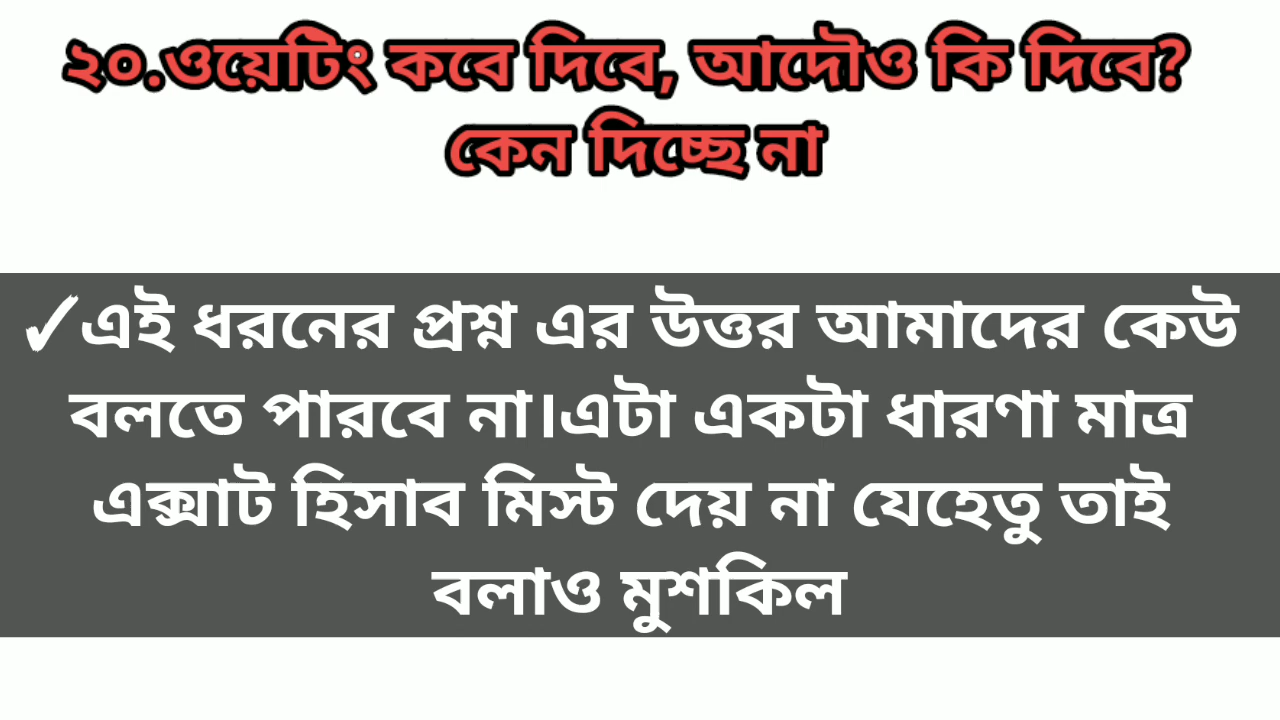 ২০.ওয়েটিং কবে দিবে, আদৌও কি দিবে?
কেন দিচ্ছে না
✓এই ধরনের প্রশ্ন এর উত্তর আমাদের কেউ
বলতে পারবে না।এটা একটা ধারণা মাত্র
এক্সাট হিসাব মিস্ট দেয় না যেহেতু তাই
বলাও মুশকিল